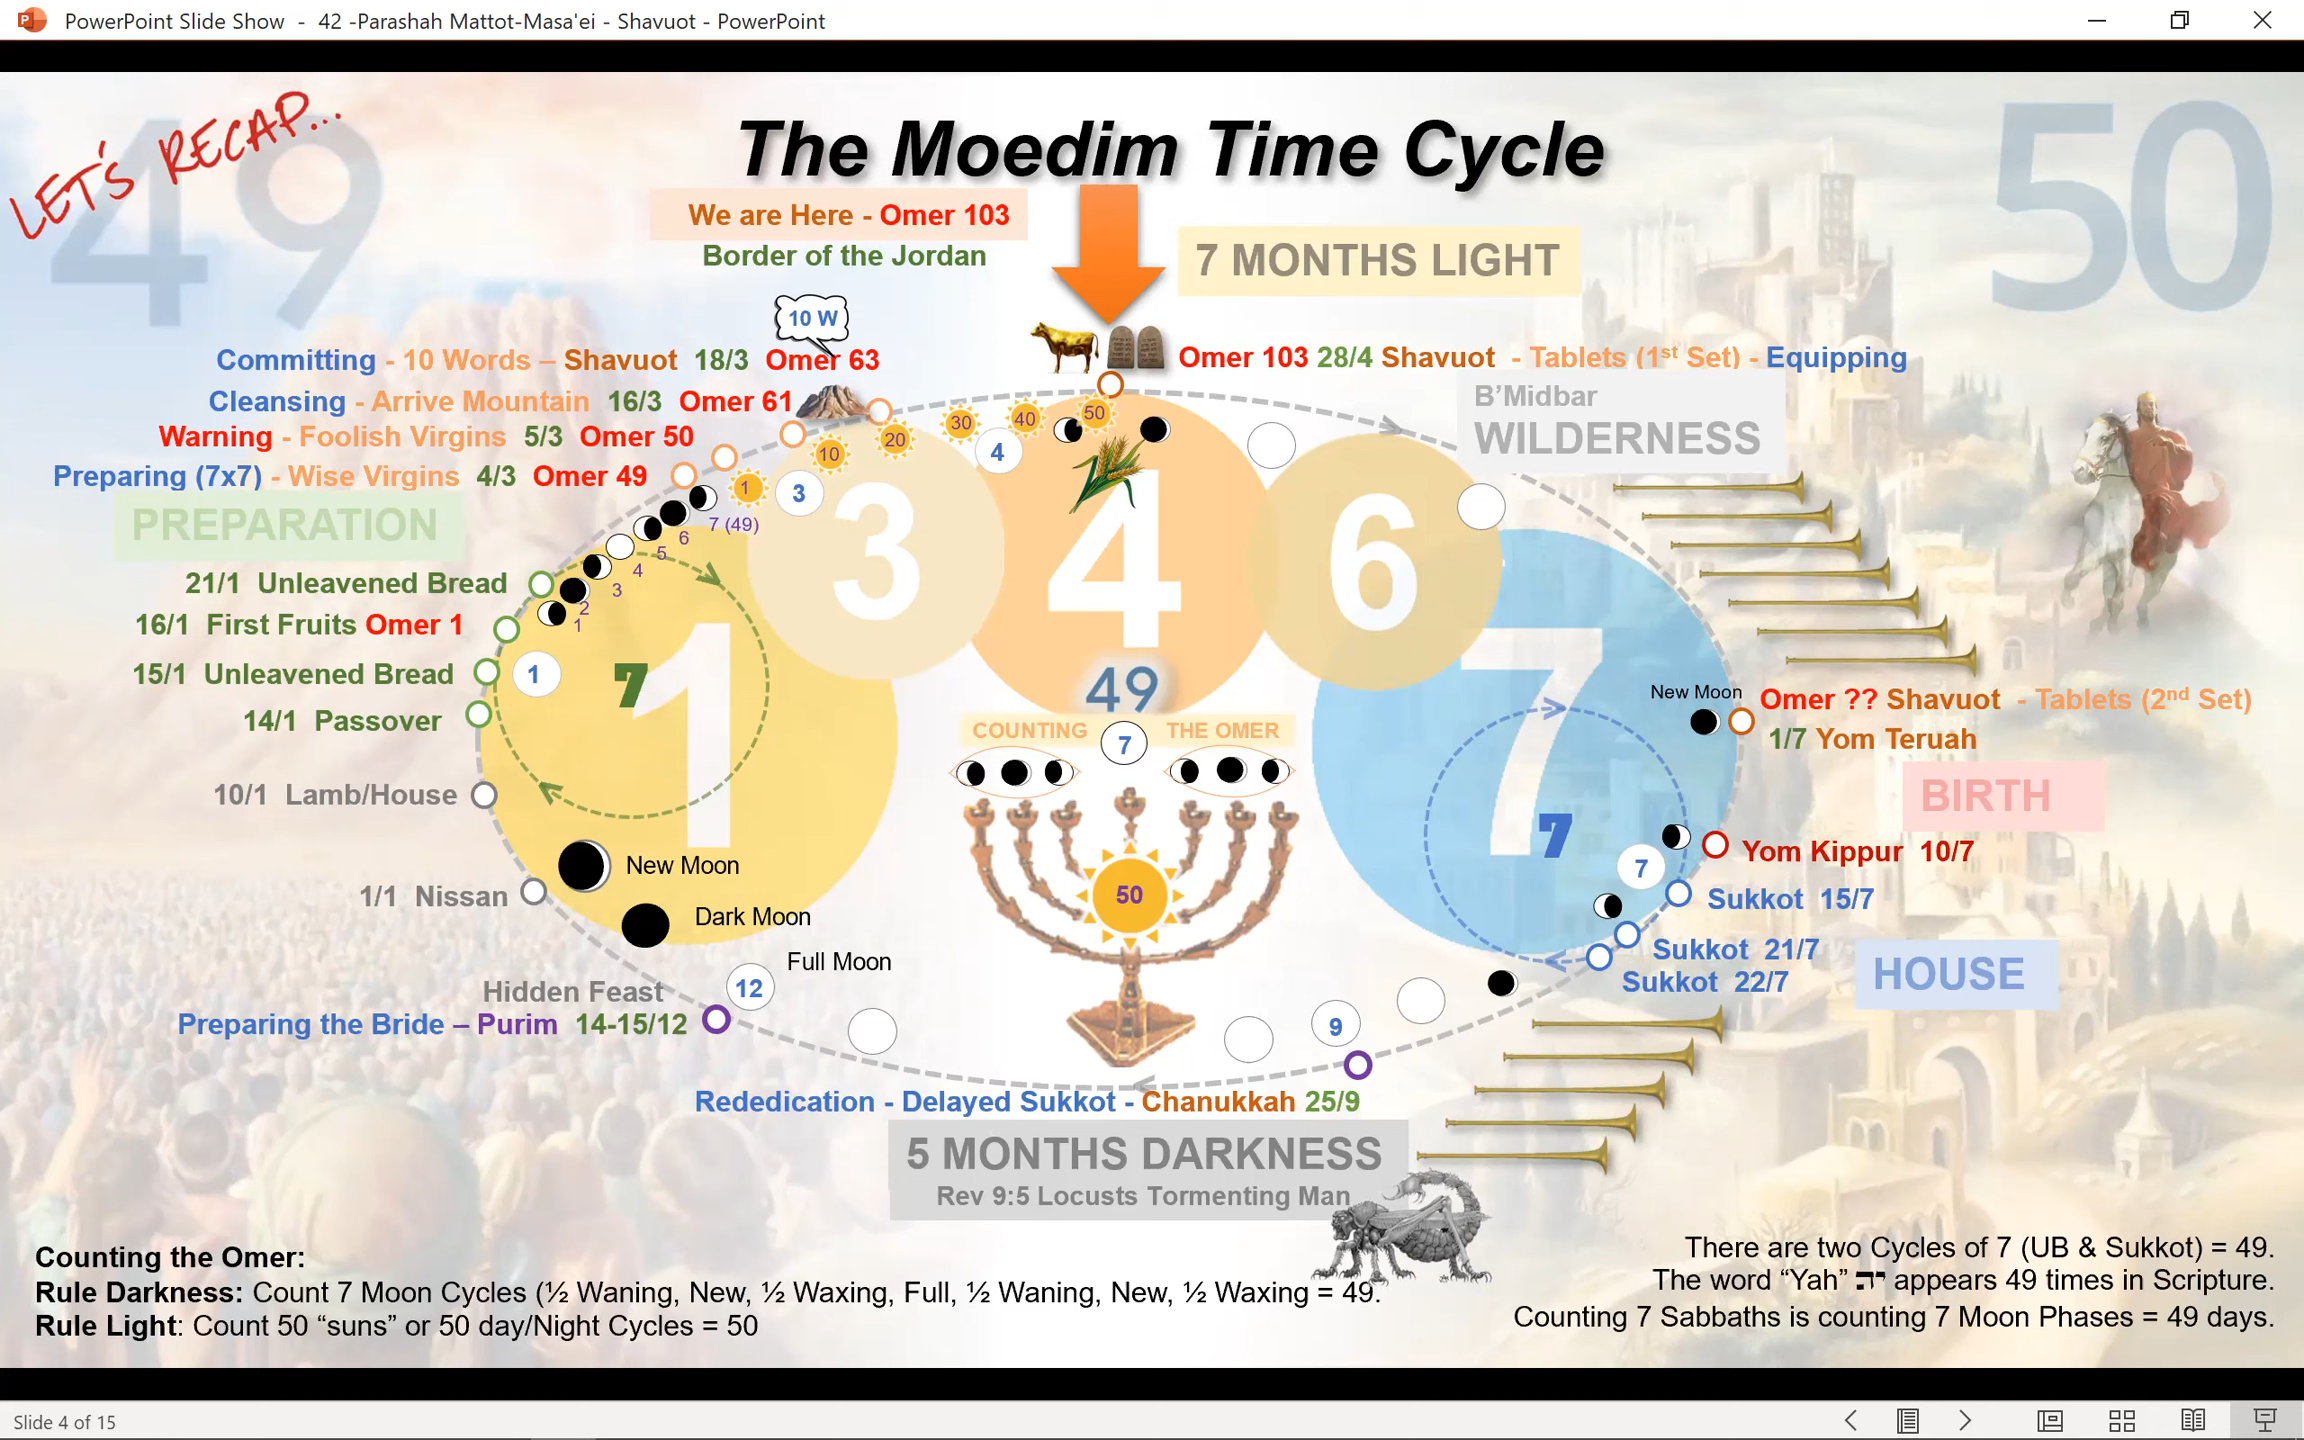 PowerPoint Slide Show - 42 -Parashah Mattot-Masa'ei - Shavuot - PowerPoint
49
LET'S RECAP...
50
The Moedim Time Cycle
We are Here - Omer 103
Border of the Jordan
7 MONTHS LIGHT
10 W
Committing - 10 Words – Shavuot 18/3 Omer 63
Omer 103 28/4 Shavuot - Tablets (1st Set) - Equipping
Cleansing - Arrive Mountain 16/3 Omer 61
B'Midbar
WILDERNESS
Warning - Foolish Virgins 5/3 Omer 50
Preparing (7x7) - Wise Virgins 4/3 Omer 49
1
10
20
30
40
50
3
4
PREPARATION
7 (49)
6
5
4
3
2
1
21/1 Unleavened Bread
16/1 First Fruits Omer 1
15/1 Unleavened Bread
14/1 Passover
10/1 Lamb/House
1/1 Nissan
1
7
1
3
4
6
7
49
COUNTING
7
THE OMER
50
7
New Moon
Omer ?? Shavuot - Tablets (2nd Set)
1/7 Yom Teruah
BIRTH
Yom Kippur 10/7
7
Sukkot 15/7
Sukkot 21/7
Sukkot 22/7
HOUSE
New Moon
Dark Moon
Full Moon
12
9
Hidden Feast
Preparing the Bride – Purim 14-15/12
Rededication - Delayed Sukkot - Chanukkah 25/9
5 MONTHS DARKNESS
Rev 9:5 Locusts Tormenting Man
Counting the Omer:
Rule Darkness: Count 7 Moon Cycles (½ Waning, New, ½ Waxing, Full, ½ Waning, New, ½ Waxing = 49.
Rule Light: Count 50 “suns” or 50 day/Night Cycles = 50
There are two Cycles of 7 (UB & Sukkot) = 49.
The word “Yah” יה appears 49 times in Scripture.
Counting 7 Sabbaths is counting 7 Moon Phases = 49 days.
Slide 4 of 15